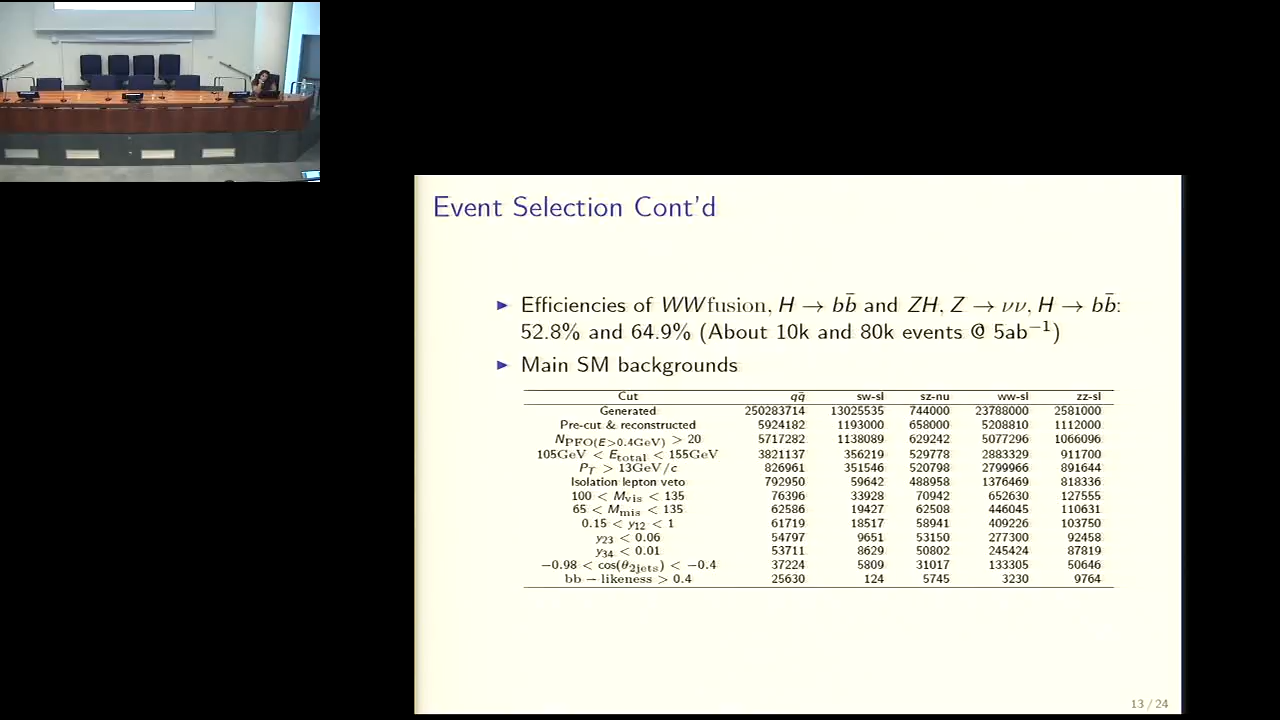 Event Selection Cont'd
► Efficiencies of WWfusion, H → bb̄ and ZH, Z → νν, H → bb̄:
52.8% and 64.9% (About 10k and 80k events @ 5ab⁻¹)
► Main SM backgrounds
Cut qq̄ sw-sl sz-nu ww-sl zz-sl
Generated 250283714 13025535 744000 23788000 2581000
Pre-cut & reconstructed 5924182 1193000 658000 5208810 1112000
N_PFO(E>0.4GeV) > 20 5717282 1138089 629242 5077296 1066096
105GeV < E_total < 155GeV 3821137 356219 529778 2883329 911700
P_T > 13GeV/c 826961 351546 520798 2799966 891644
Isolation lepton veto 792950 59642 488958 1376469 818336
100 < M_vis < 135 76396 33928 70942 652630 127555
65 < M_mis < 135 62586 19427 62508 446045 110631
0.15 < y₁₂ < 1 61719 18517 58941 409226 103750
y₂₃ < 0.06 54797 9651 53150 277300 92458
y₃₄ < 0.01 53711 8629 50802 245424 87819
−0.98 < cos(θ_2jets) < −0.4 37224 5809 31017 133305 50646
bb − likeness > 0.4 25630 124 5745 3230 9764
13 / 24